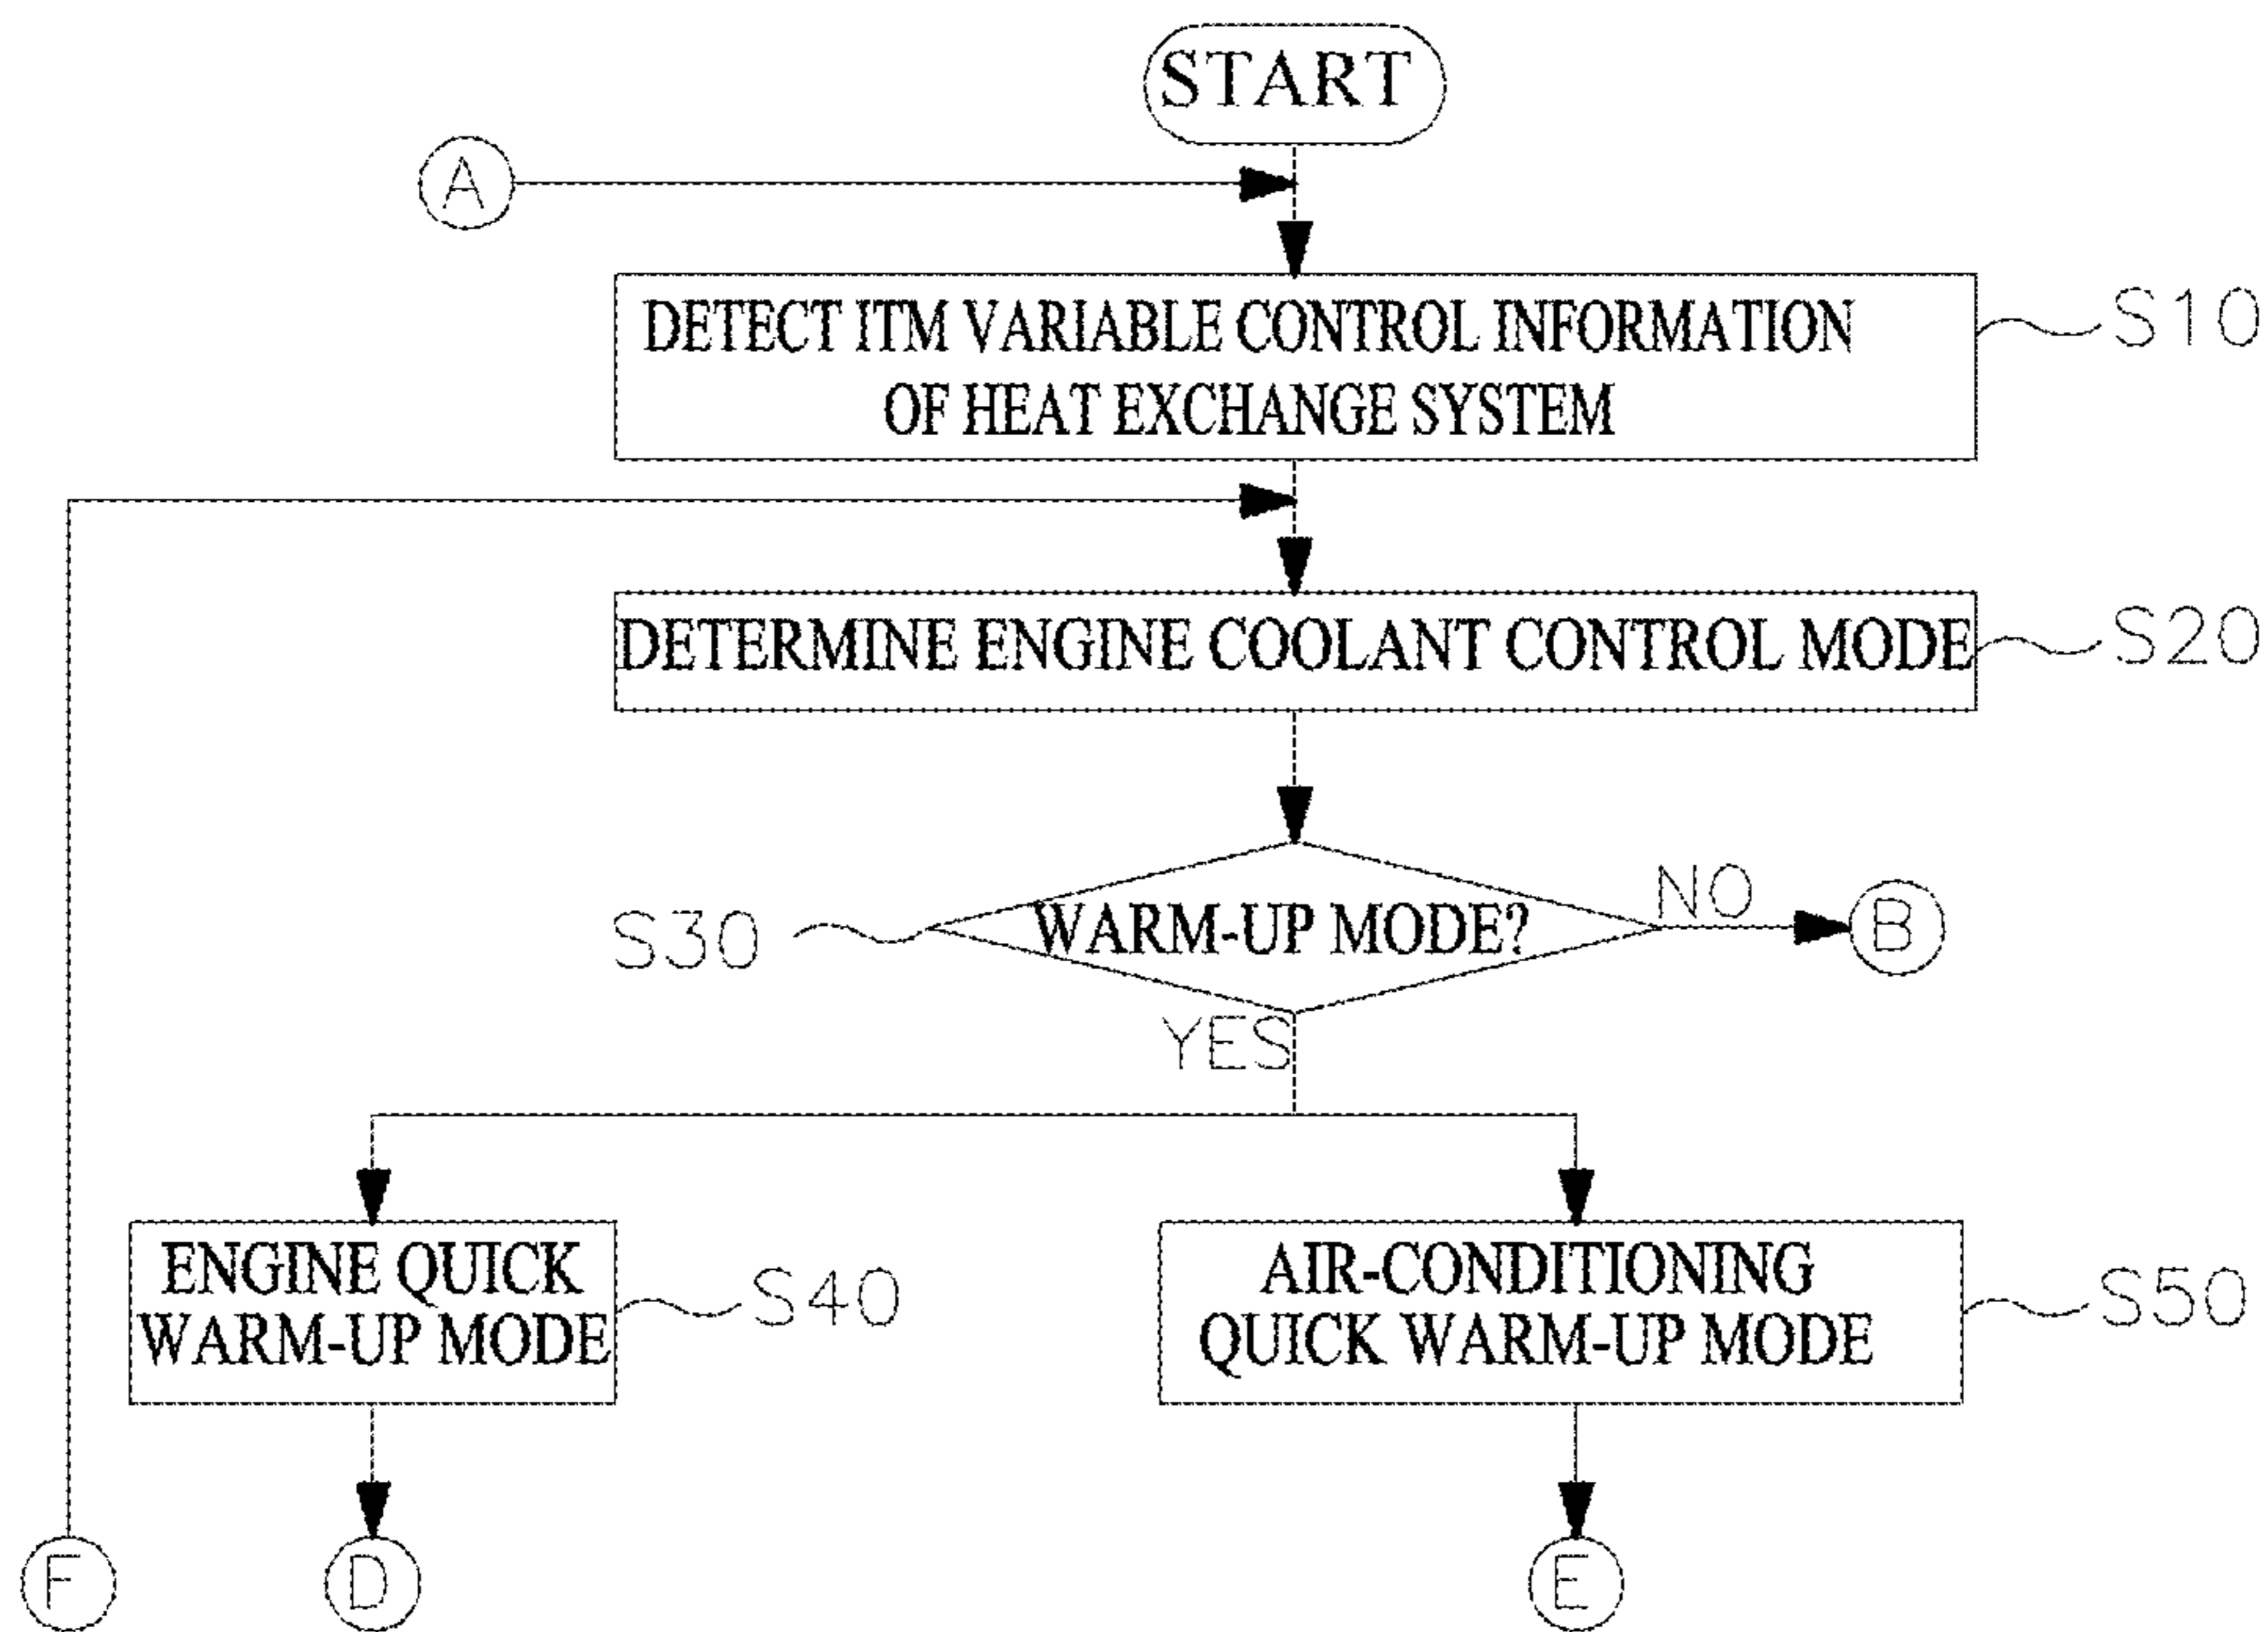 START
A
DETECT ITM VARIABLE CONTROL INFORMATION
OF HEAT EXCHANGE SYSTEM
S10
DETERMINE ENGINE COOLANT CONTROL MODE
S20
S30
WARM-UP MODE?
NO
B
YES
ENGINE QUICK
WARM-UP MODE
S40
AIR-CONDITIONING
QUICK WARM-UP MODE
S50
F
D
E